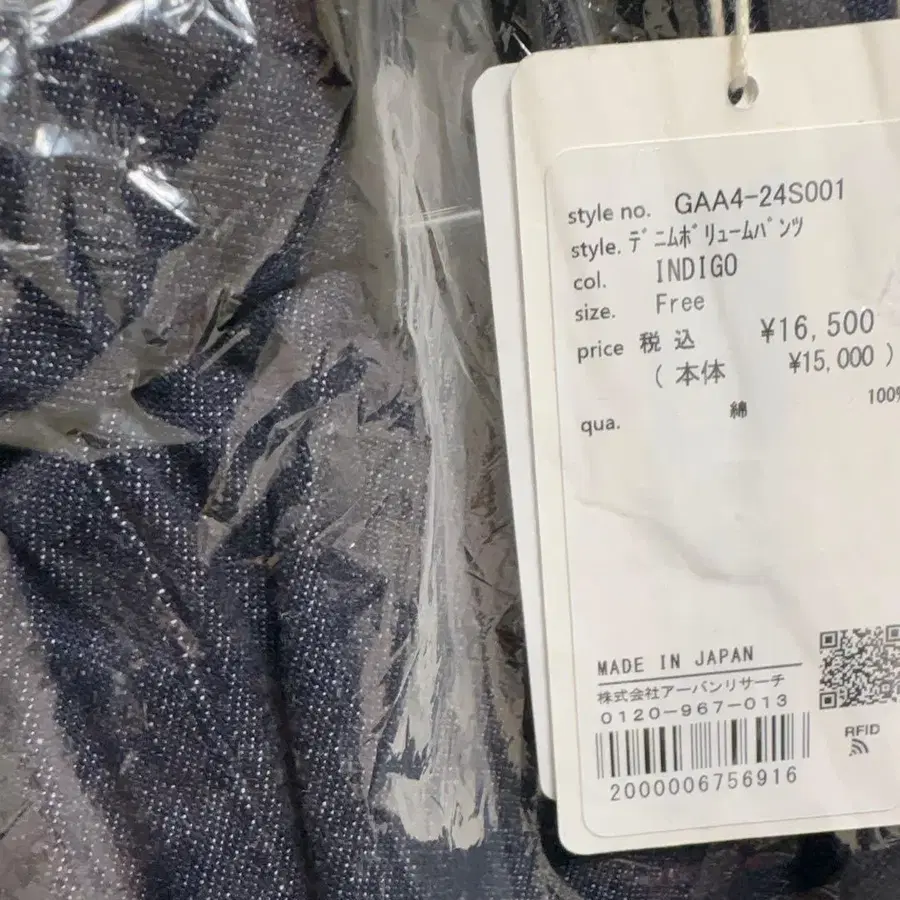 style no. GAA4-24S001
style. ﾃﾞﾆﾑﾎﾞﾘｭｰﾑﾊﾟﾝﾂ
col. INDIGO
size. Free
price 税込 ¥16,500
( 本体 ¥15,000 )
qua. 綿 100%
MADE IN JAPAN
株式会社アーバンリサーチ
0120-967-013
RFID
2000006756916